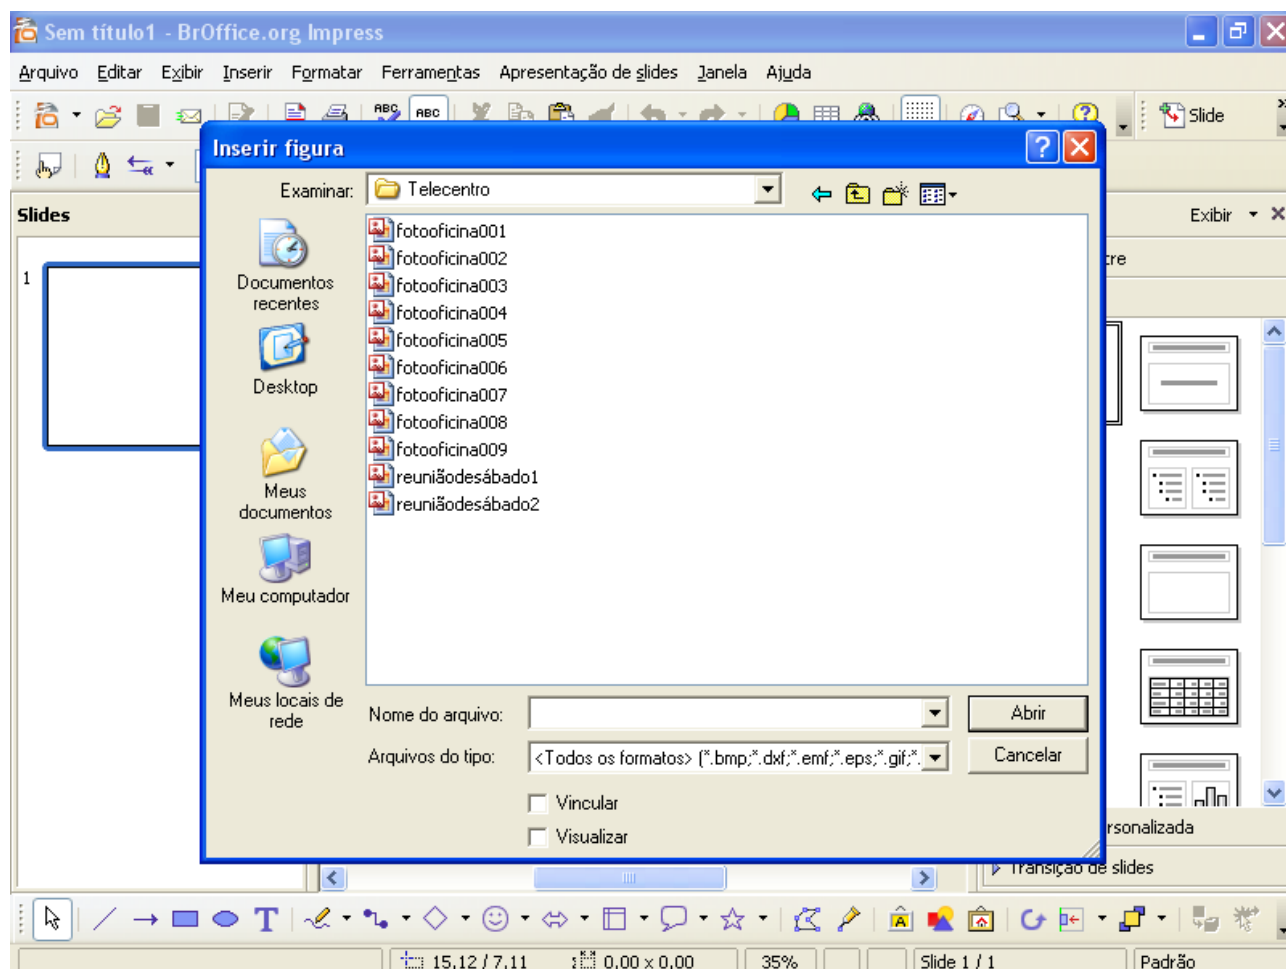 Sem título1 - BrOffice.org Impress
Arquivo Editar Exibir Inserir Formatar Ferramentas Apresentação de slides Janela Ajuda
ABC ABC Slide
Inserir figura
Examinar: Telecentro
Slides
Exibir
1
fotooficina001
fotooficina002
fotooficina003
fotooficina004
fotooficina005
fotooficina006
fotooficina007
fotooficina008
fotooficina009
reuniãodesábado1
reuniãodesábado2
Documentos
recentes
Desktop
Meus
documentos
Meu computador
Meus locais de
rede
Nome do arquivo:
Abrir
Arquivos do tipo: <Todos os formatos> (*.bmp;*.dxf;*.emf;*.eps;*.gif;*.
Cancelar
Vincular
Visualizar
rsonalizada
Transição de slides
15,12 / 7,11 0,00 x 0,00 35% Slide 1 / 1 Padrão